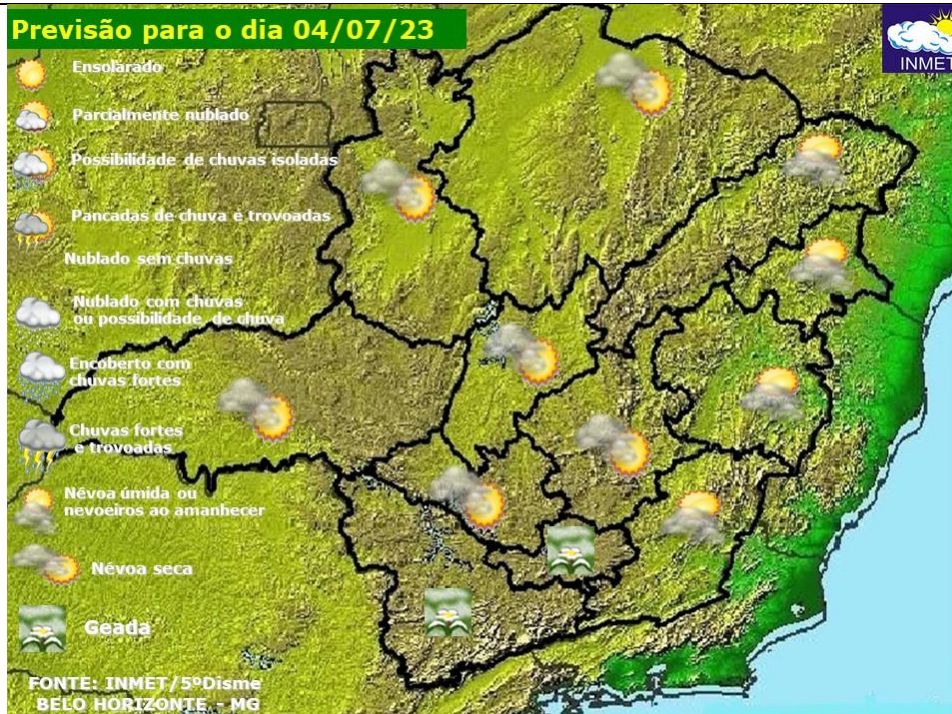 Previsão para o dia 04/07/23
INMET
Ensolarado
Parcialmente nublado
Possibilidade de chuvas isoladas
Pancadas de chuva e trovoadas
Nublado sem chuvas
Nublado com chuvas
ou possibilidade de chuva
Encoberto com
chuvas fortes
Chuvas fortes
e trovoadas
Névoa úmida ou
nevoeiros ao amanhecer
Névoa seca
Geada
FONTE: INMET/5ºDisme
BELO HORIZONTE - MG